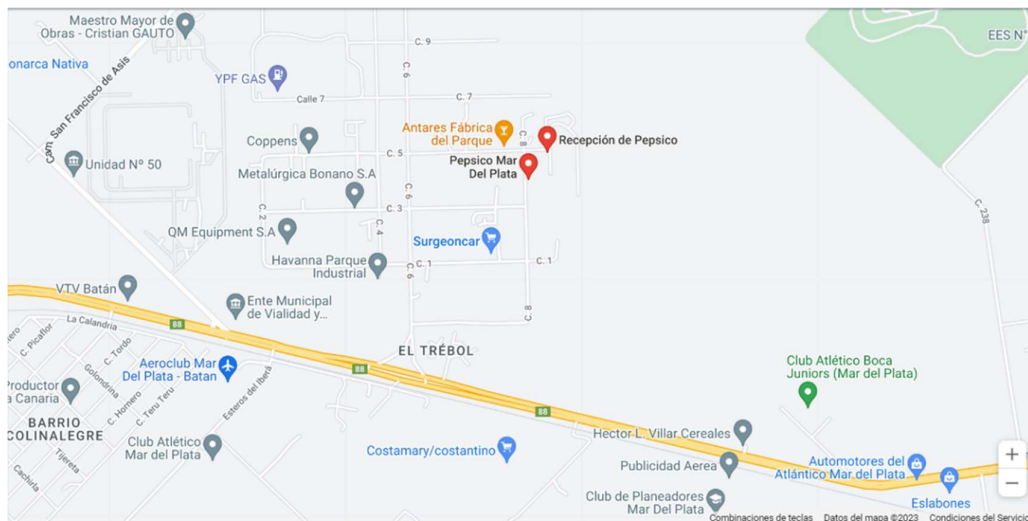 Maestro Mayor de
Obras - Cristian GAUTO
C. 9
EES N°
onarca Nativa
Cam. San Francisco de Asis
C. 6
YPF GAS
Calle 7
C. 7
Antares Fábrica
del Parque
C. 8
Recepción de Pepsico
Coppens
C. 5
Pepsico Mar
Del Plata
Unidad Nº 50
Metalúrgica Bonano S.A
C. 6
C. 3
C. 2
C. 4
C. 238
QM Equipment S.A
Surgeoncar
Havanna Parque
Industrial
C. 1
C. 1
C. 6
VTV Batán
Ente Municipal
de Vialidad y...
C. 8
La Calandria
88
nero
C. Picaflor
C. Tordo
EL TRÉBOL
Aeroclub Mar
Del Plata - Batan
88
Club Atlético Boca
Juniors (Mar del Plata)
Productor
a Canaria
Golondrina
C. Hornero
C. Teru Teru
Esteros del Iberá
88
BARRIO
COLINALEGRE
Tijereta
Cachirla
Club Atlético
Mar del Plata
Costamary/costantino
Hector L. Villar Cereales
Publicidad Aerea
Automotores del
Atlántico Mar del Plata
Club de Planeadores
Mar Del Plata
Eslabones
+
−
Combinaciones de teclas
Datos del mapa ©2023
Condiciones del Servicio